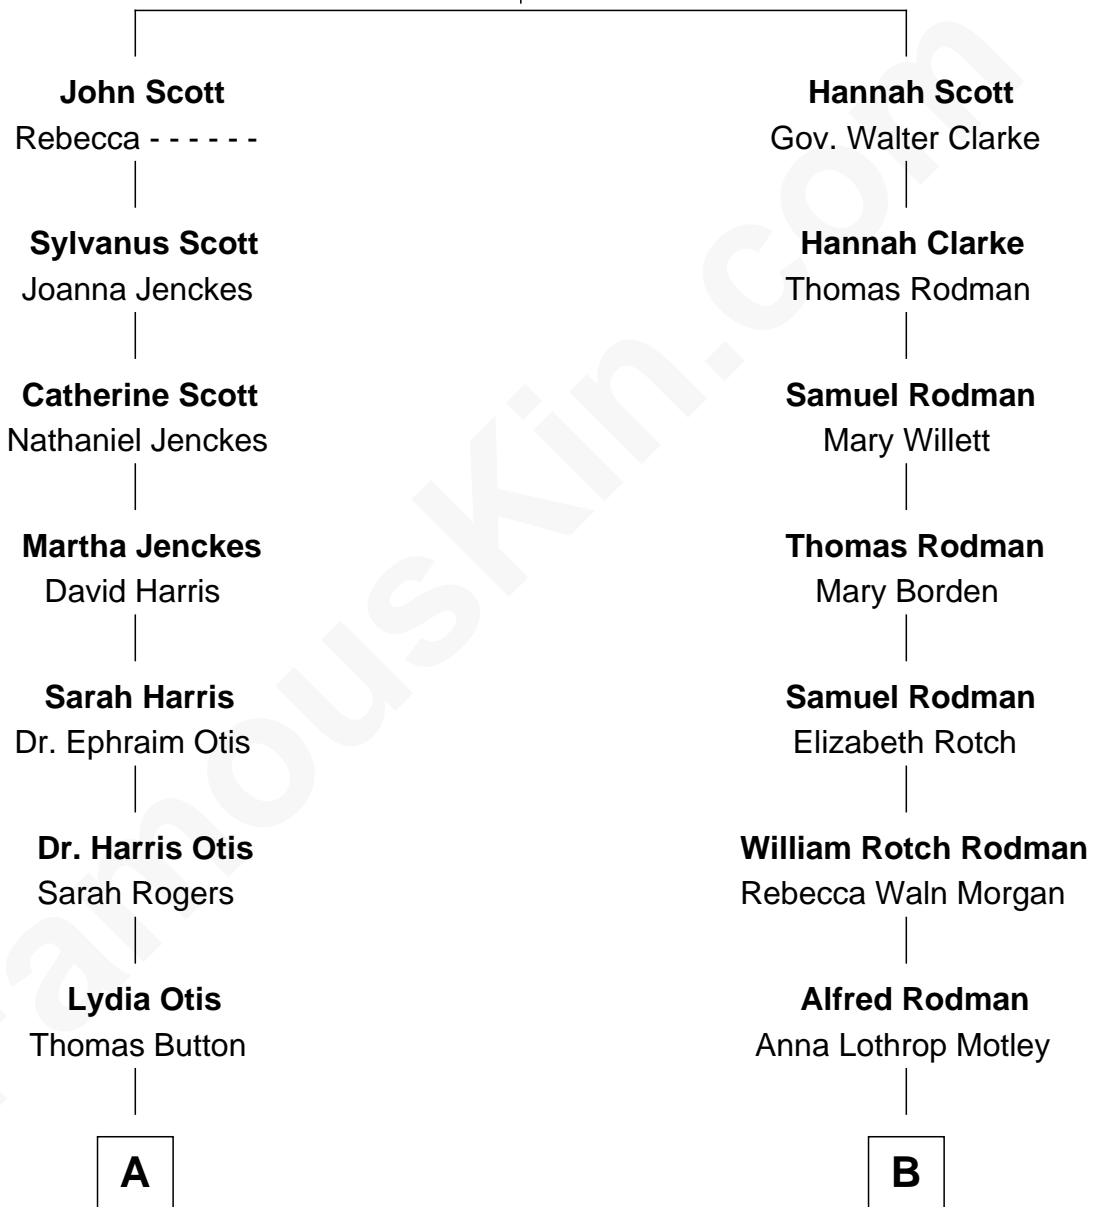 John Scott
Rebecca - - - - - -
Hannah Scott
Gov. Walter Clarke
Sylvanus Scott
Joanna Jenckes
Hannah Clarke
Thomas Rodman
Catherine Scott
Nathaniel Jenckes
Samuel Rodman
Mary Willett
Martha Jenckes
David Harris
Thomas Rodman
Mary Borden
Sarah Harris
Dr. Ephraim Otis
Samuel Rodman
Elizabeth Rotch
Dr. Harris Otis
Sarah Rogers
William Rotch Rodman
Rebecca Waln Morgan
Lydia Otis
Thomas Button
Alfred Rodman
Anna Lothrop Motley
A
B
FamousKin.com